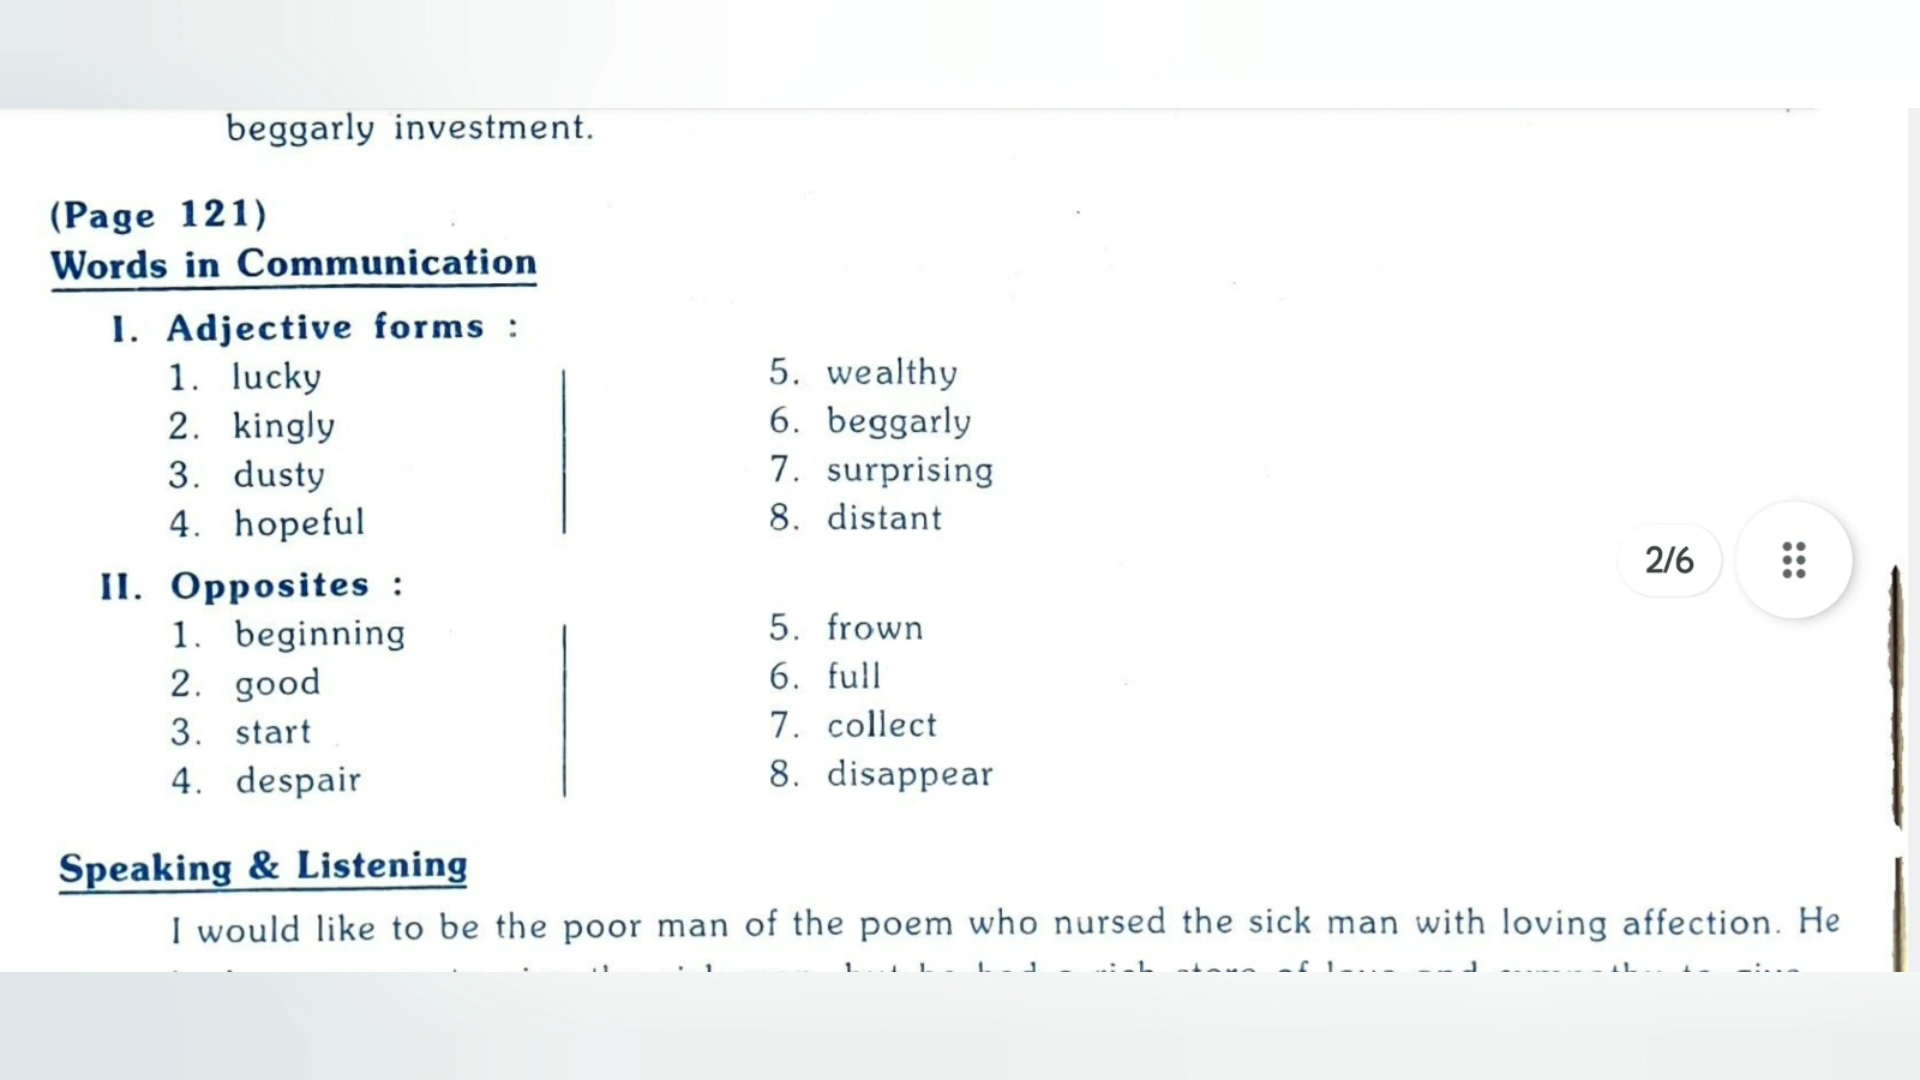 beggarly investment.
(Page 121)
Words in Communication
I. Adjective forms :
1. lucky
2. kingly
3. dusty
4. hopeful
5. wealthy
6. beggarly
7. surprising
8. distant
II. Opposites :
1. beginning
2. good
3. start
4. despair
5. frown
6. full
7. collect
8. disappear
2/6
Speaking & Listening
I would like to be the poor man of the poem who nursed the sick man with loving affection. He